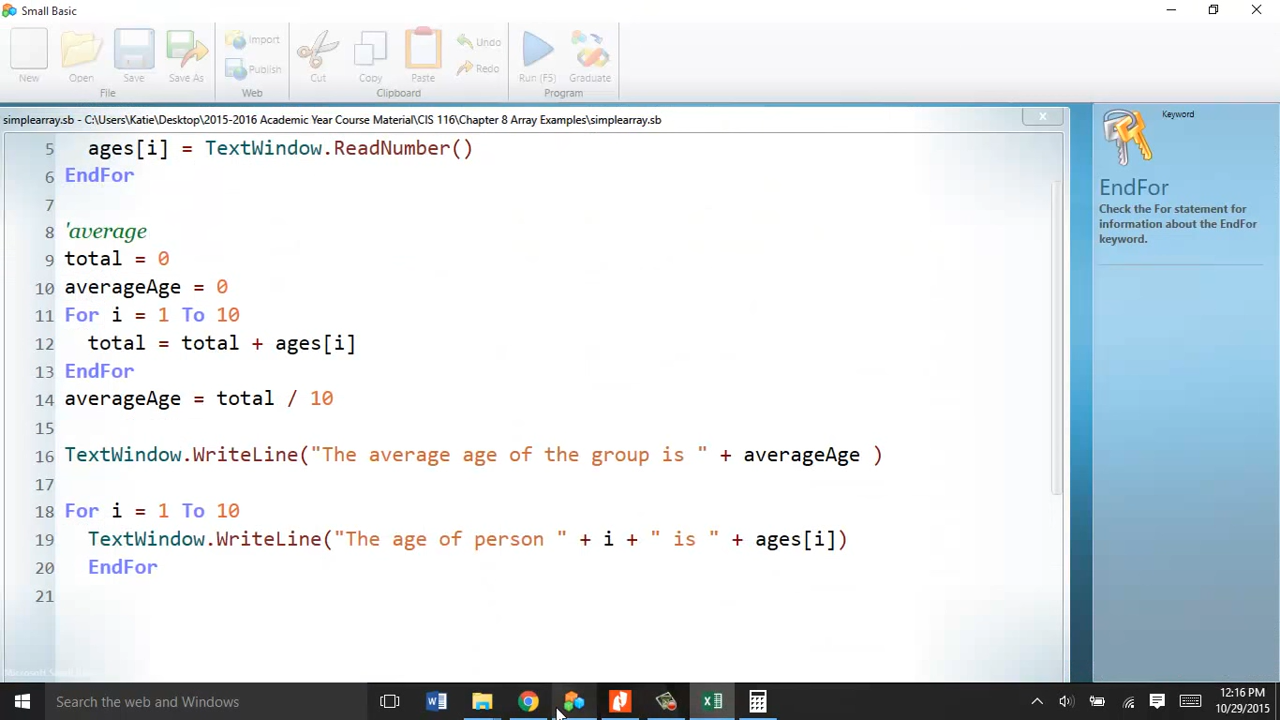 Small Basic
New
Open
Save
Save As
Import
Publish
Cut
Copy
Paste
Undo
Redo
Run (F5)
Graduate
File
Web
Clipboard
Program
simplearray.sb - C:\Users\Katie\Desktop\2015-2016 Academic Year Course Material\CIS 116\Chapter 8 Array Examples\simplearray.sb
5 ages[i] = TextWindow.ReadNumber()
6 EndFor
7
8 'average
9 total = 0
10 averageAge = 0
11 For i = 1 To 10
12 total = total + ages[i]
13 EndFor
14 averageAge = total / 10
15
16 TextWindow.WriteLine("The average age of the group is " + averageAge )
17
18 For i = 1 To 10
19 TextWindow.WriteLine("The age of person " + i + " is " + ages[i])
20 EndFor
21
Keyword
EndFor
Check the For statement for
information about the EndFor
keyword.
Search the web and Windows
12:16 PM
10/29/2015